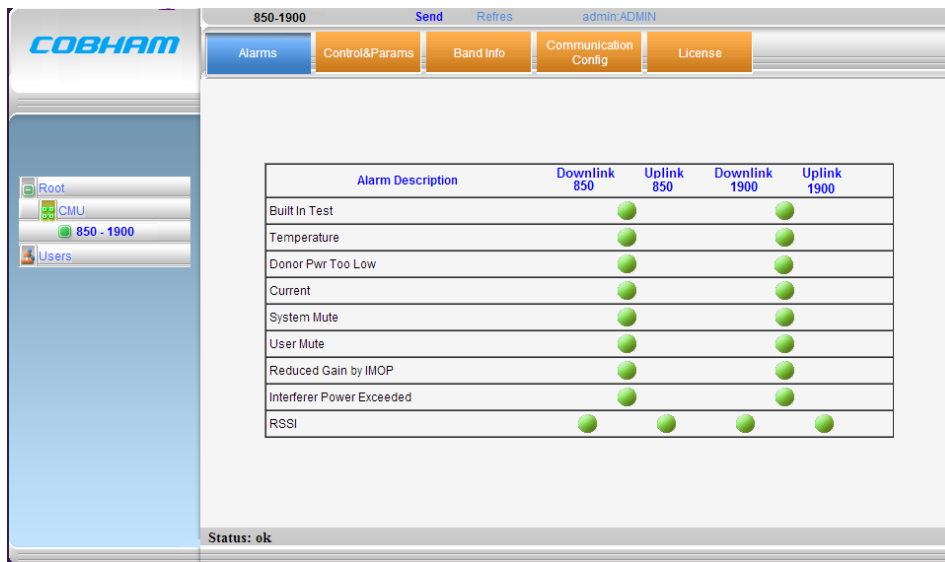 850-1900 Send Refres admin:ADMIN
COBHAM
Alarms Control&Params Band Info Communication Config License
Root
CMU
850 - 1900
Users
Alarm Description Downlink 850 Uplink 850 Downlink 1900 Uplink 1900
Built In Test
Temperature
Donor Pwr Too Low
Current
System Mute
User Mute
Reduced Gain by IMOP
Interferer Power Exceeded
RSSI
Status: ok